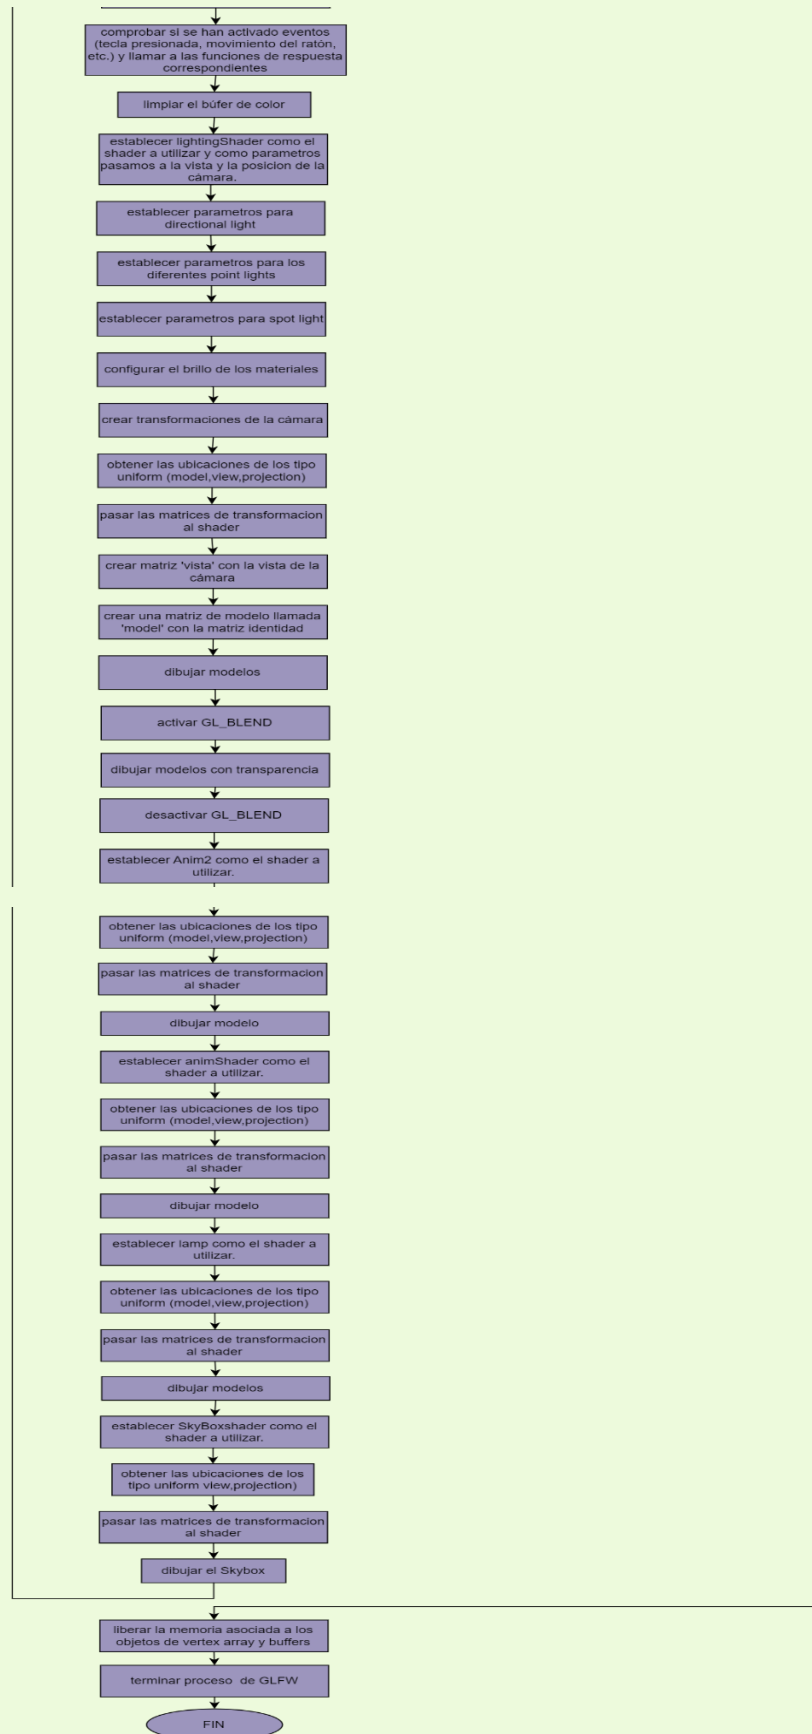 comprobar si se han activado eventos
(tecla presionada, movimiento del ratón,
etc.) y llamar a las funciones de respuesta
correspondientes
limpiar el búfer de color
establecer lightingShader como el
shader a utilizar y como parametros
pasamos a la vista y la posicion de la
cámara.
establecer parametros para
directional light
establecer parametros para los
diferentes point lights
establecer parametros para spot light
configurar el brillo de los materiales
crear transformaciones de la cámara
obtener las ubicaciones de los tipo
uniform (model,view,projection)
pasar las matrices de transformacion
al shader
crear matriz 'vista' con la vista de la
cámara
crear una matriz de modelo llamada
'model' con la matriz identidad
dibujar modelos
activar GL_BLEND
dibujar modelos con transparencia
desactivar GL_BLEND
establecer Anim2 como el shader a
utilizar.
obtener las ubicaciones de los tipo
uniform (model,view,projection)
pasar las matrices de transformacion
al shader
dibujar modelo
establecer animShader como el
shader a utilizar.
obtener las ubicaciones de los tipo
uniform (model,view,projection)
pasar las matrices de transformacion
al shader
dibujar modelo
establecer lamp como el shader a
utilizar.
obtener las ubicaciones de los tipo
uniform (model,view,projection)
pasar las matrices de transformacion
al shader
dibujar modelos
establecer SkyBoxshader como el
shader a utilizar.
obtener las ubicaciones de los
tipo uniform view,projection)
pasar las matrices de transformacion
al shader
dibujar el Skybox
liberar la memoria asociada a los
objetos de vertex array y buffers
terminar proceso de GLFW
FIN